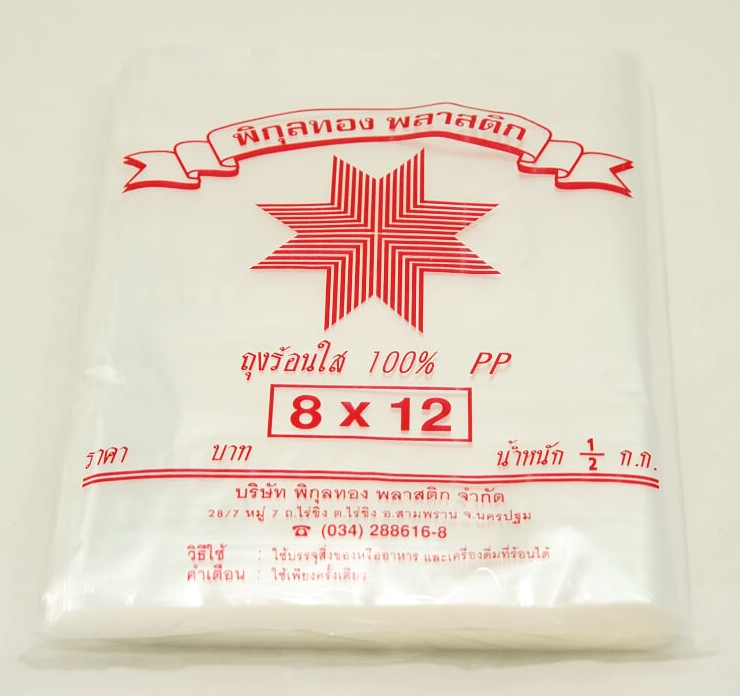 พิกุลทอง พลาสติก
ถุงร้อนใส 100% PP
8 x 12
ราคา บาท น้ำหนัก 1/2 ก.ก.
บริษัท พิกุลทอง พลาสติก จำกัด
28/7 หมู่ 7 ถ.ไร่ขิง ต.ไร่ขิง อ.สามพราน จ.นครปฐม
☎ (034) 288616-8
วิธีใช้ : ใช้บรรจุสิ่งของหรืออาหาร และเครื่องดื่มที่ร้อนได้
คำเตือน : ใช้เพียงครั้งเดียว